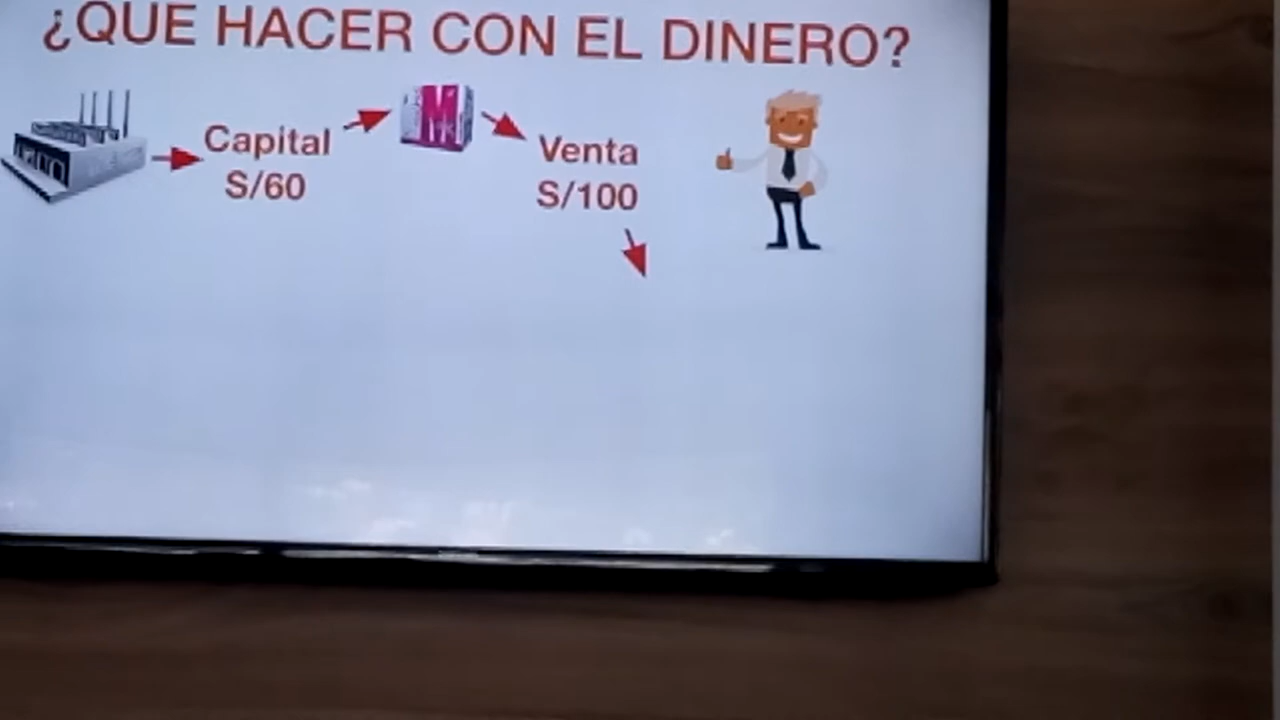 ¿QUE HACER CON EL DINERO?
Capital
S/60
M
Venta
S/100